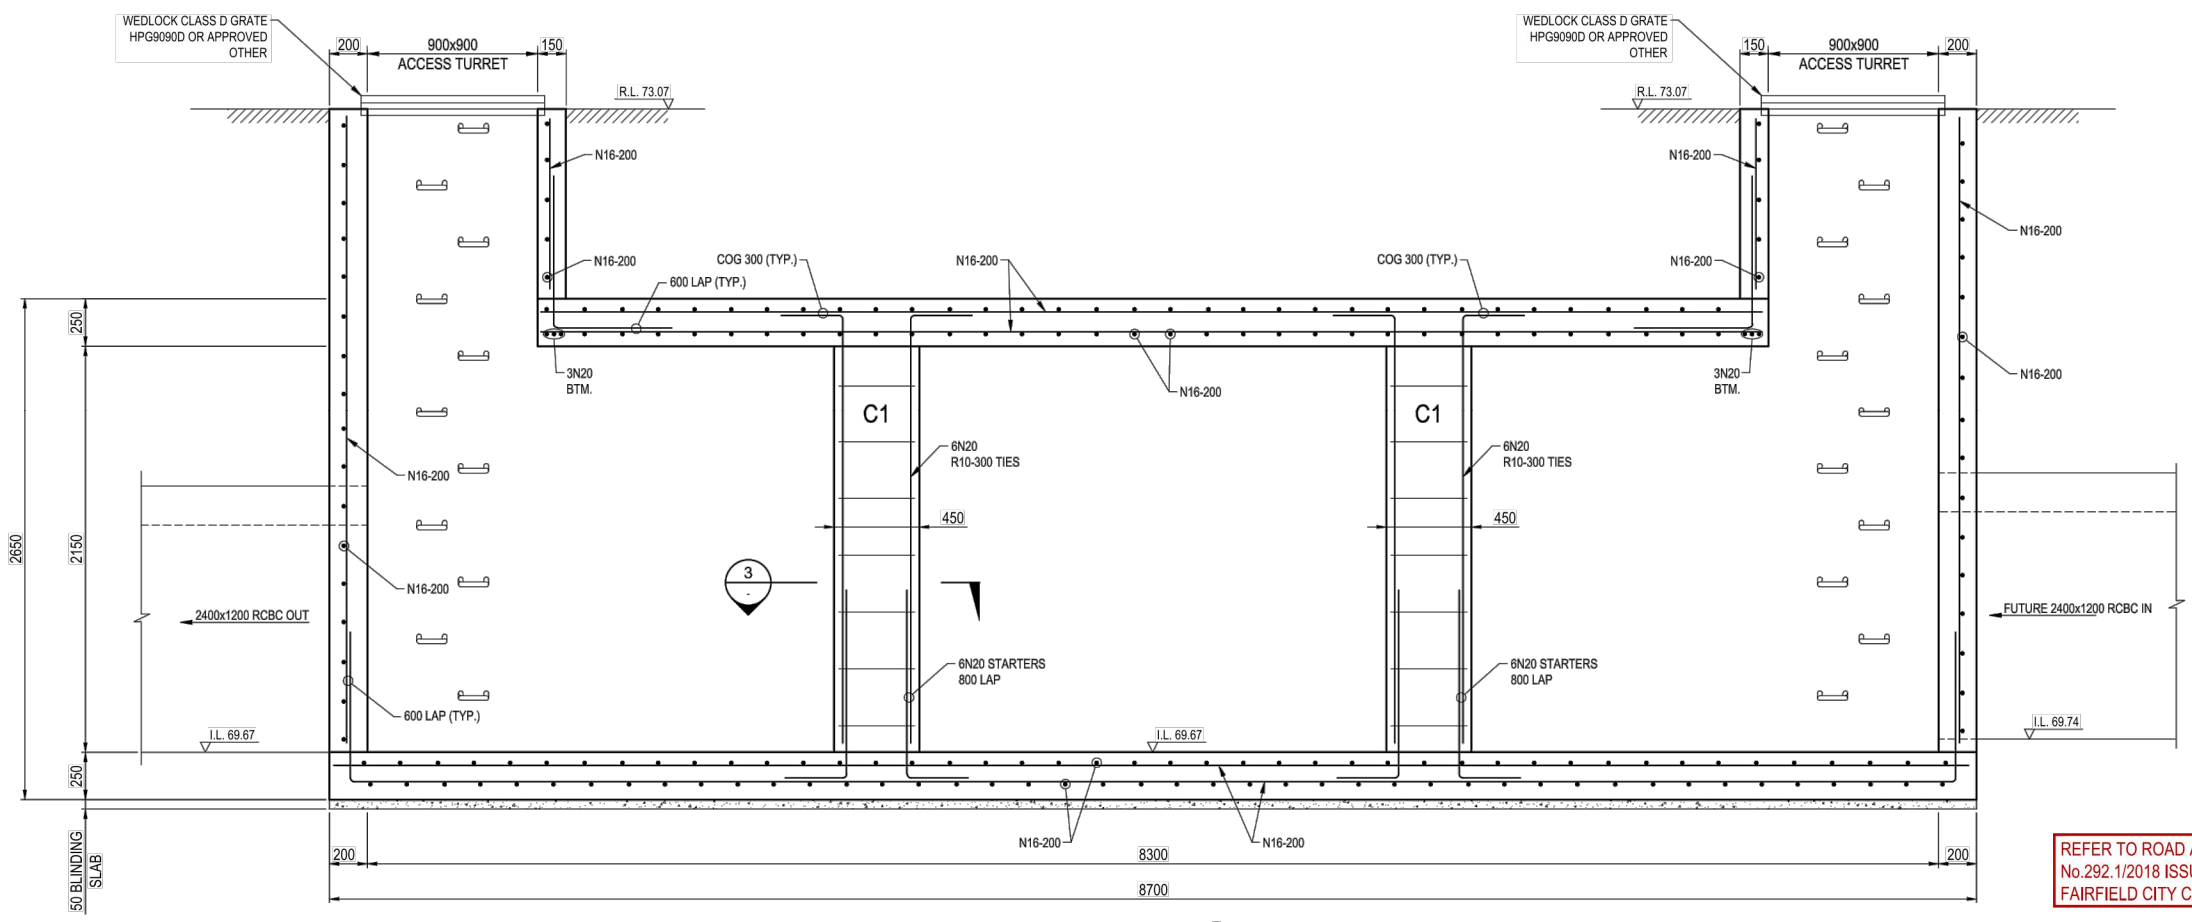 WEDLOCK CLASS D GRATE
HPG9090D OR APPROVED
OTHER
200
900x900
ACCESS TURRET
150
R.L. 73.07
WEDLOCK CLASS D GRATE
HPG9090D OR APPROVED
OTHER
150
900x900
ACCESS TURRET
200
R.L. 73.07
N16-200
N16-200
N16-200
N16-200
COG 300 (TYP.)
N16-200
COG 300 (TYP.)
N16-200
600 LAP (TYP.)
250
3N20
BTM.
N16-200
3N20
BTM.
N16-200
C1
C1
6N20
R10-300 TIES
6N20
R10-300 TIES
N16-200
450
450
2650
2150
3
-
N16-200
2400x1200 RCBC OUT
FUTURE 2400x1200 RCBC IN
6N20 STARTERS
800 LAP
6N20 STARTERS
800 LAP
600 LAP (TYP.)
I.L. 69.67
I.L. 69.67
I.L. 69.74
250
50 BLINDING
SLAB
N16-200
N16-200
200
8300
200
8700
REFER TO ROAD
No.292.1/2018
FAIRFIELD CITY